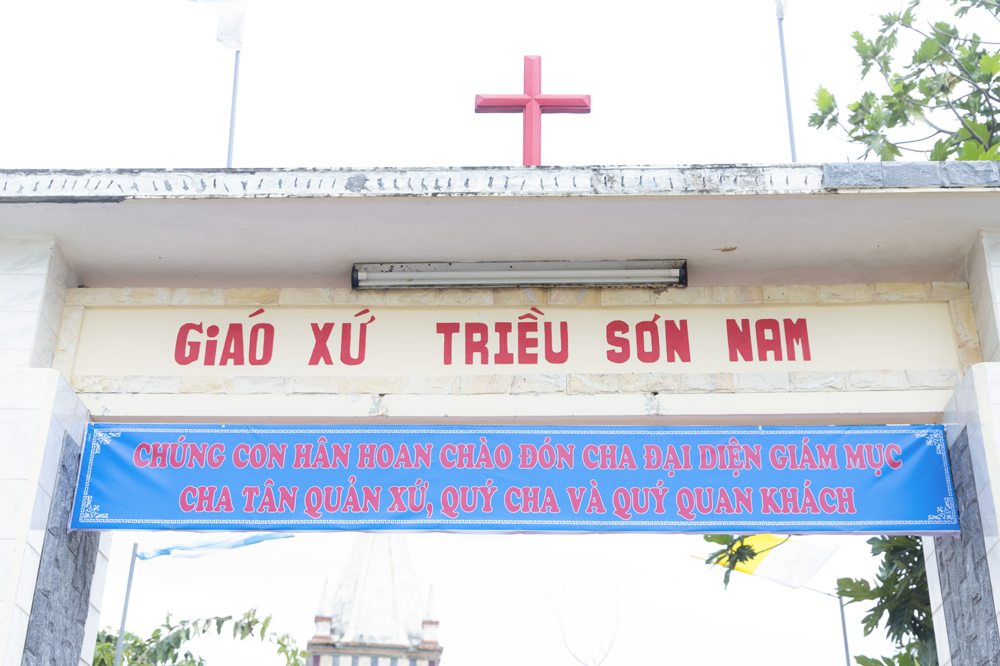 GiÁO XỨ TRIỀU SƠN NAM
CHÚNG CON HÂN HOAN CHÀO ĐÓN CHA ĐẠI DIỆN GIÁM MỤC
CHA TÂN QUẢN XỨ, QUÝ CHA VÀ QUÝ QUAN KHÁCH